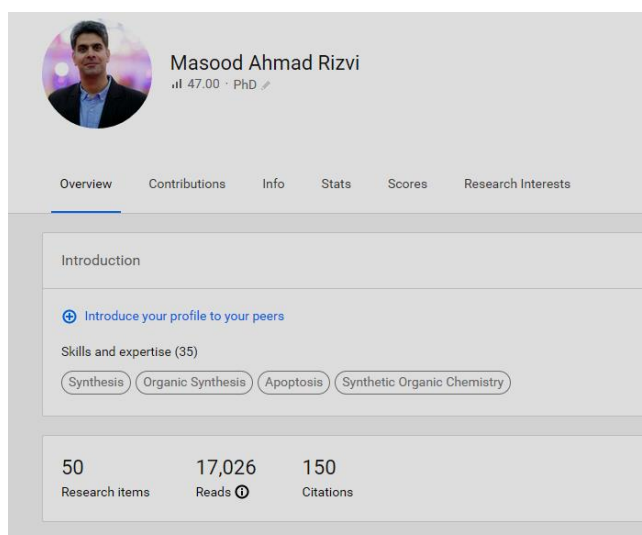 Masood Ahmad Rizvi
47.00 · PhD
Overview Contributions Info Stats Scores Research Interests
Introduction
Introduce your profile to your peers
Skills and expertise (35)
Synthesis Organic Synthesis Apoptosis Synthetic Organic Chemistry
50 17,026 150
Research items Reads Citations